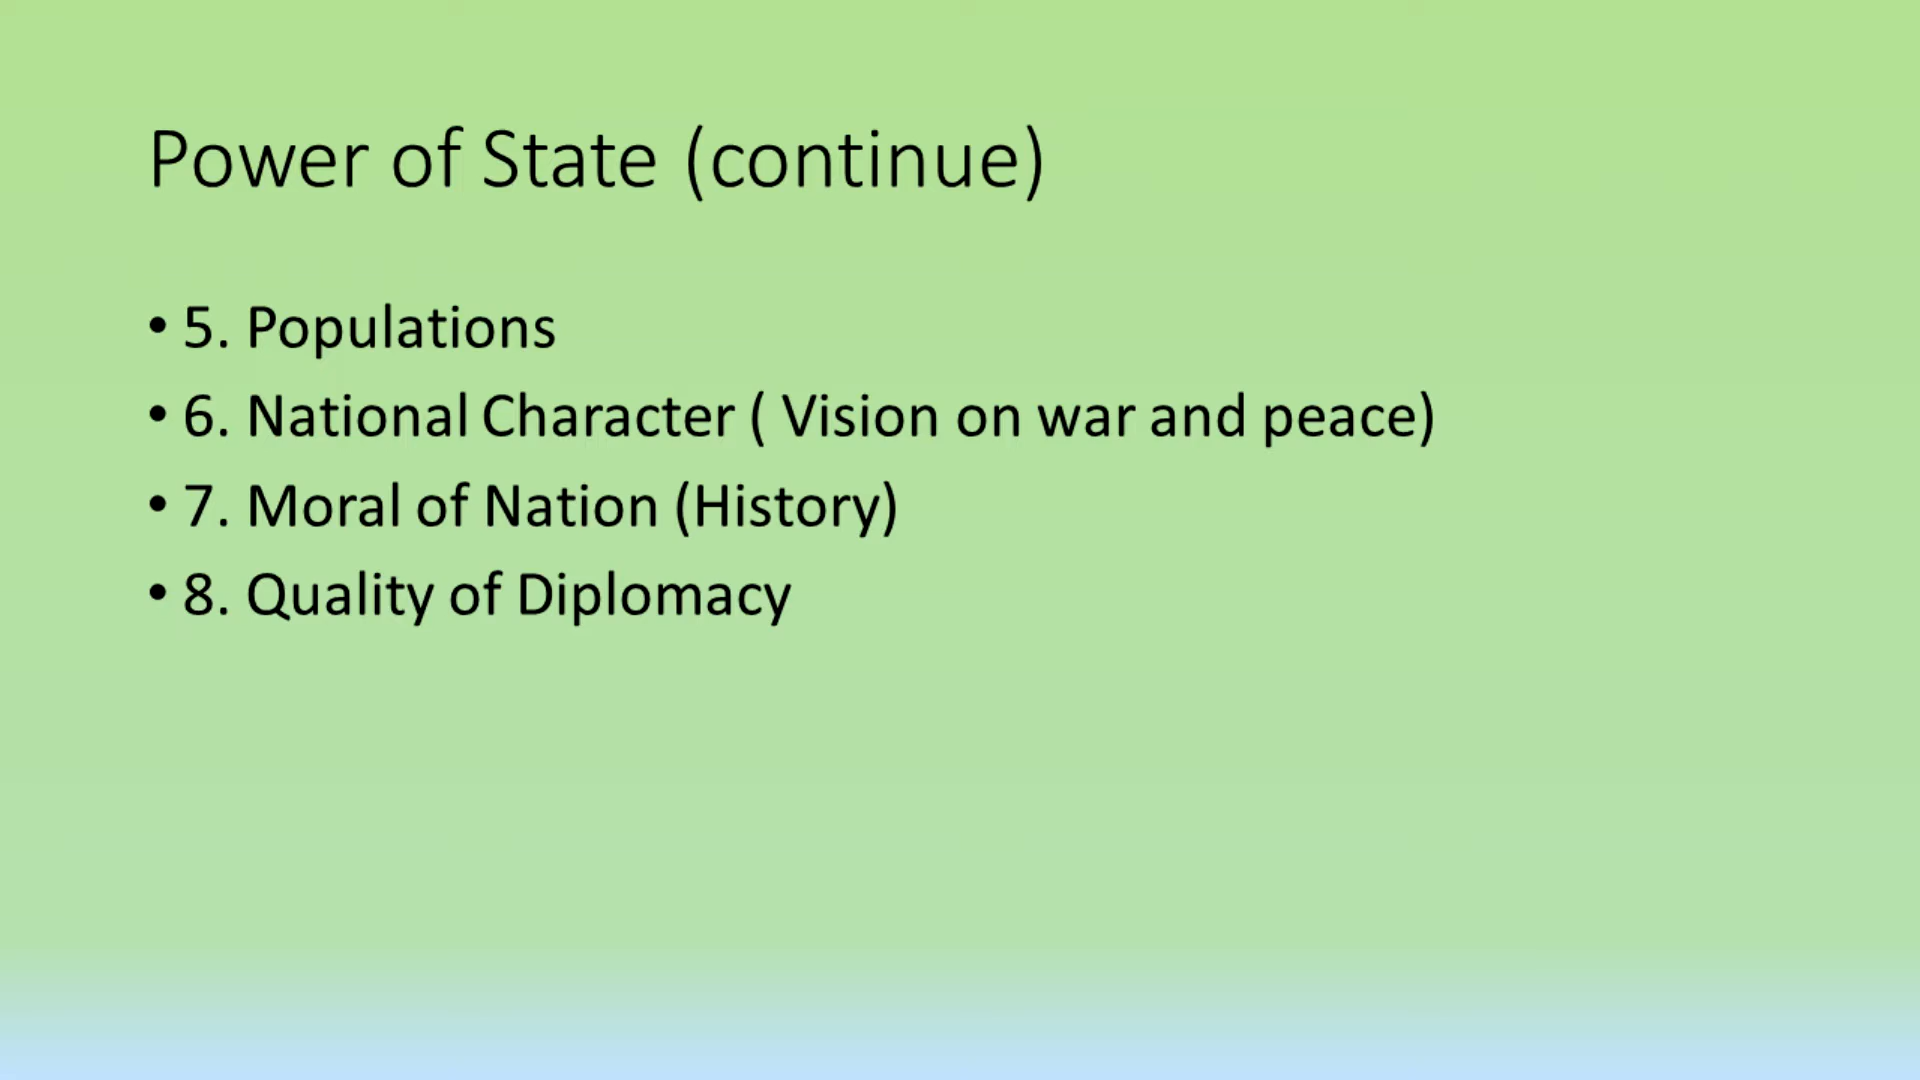 Power of State (continue)
• 5. Populations
• 6. National Character ( Vision on war and peace)
• 7. Moral of Nation (History)
• 8. Quality of Diplomacy